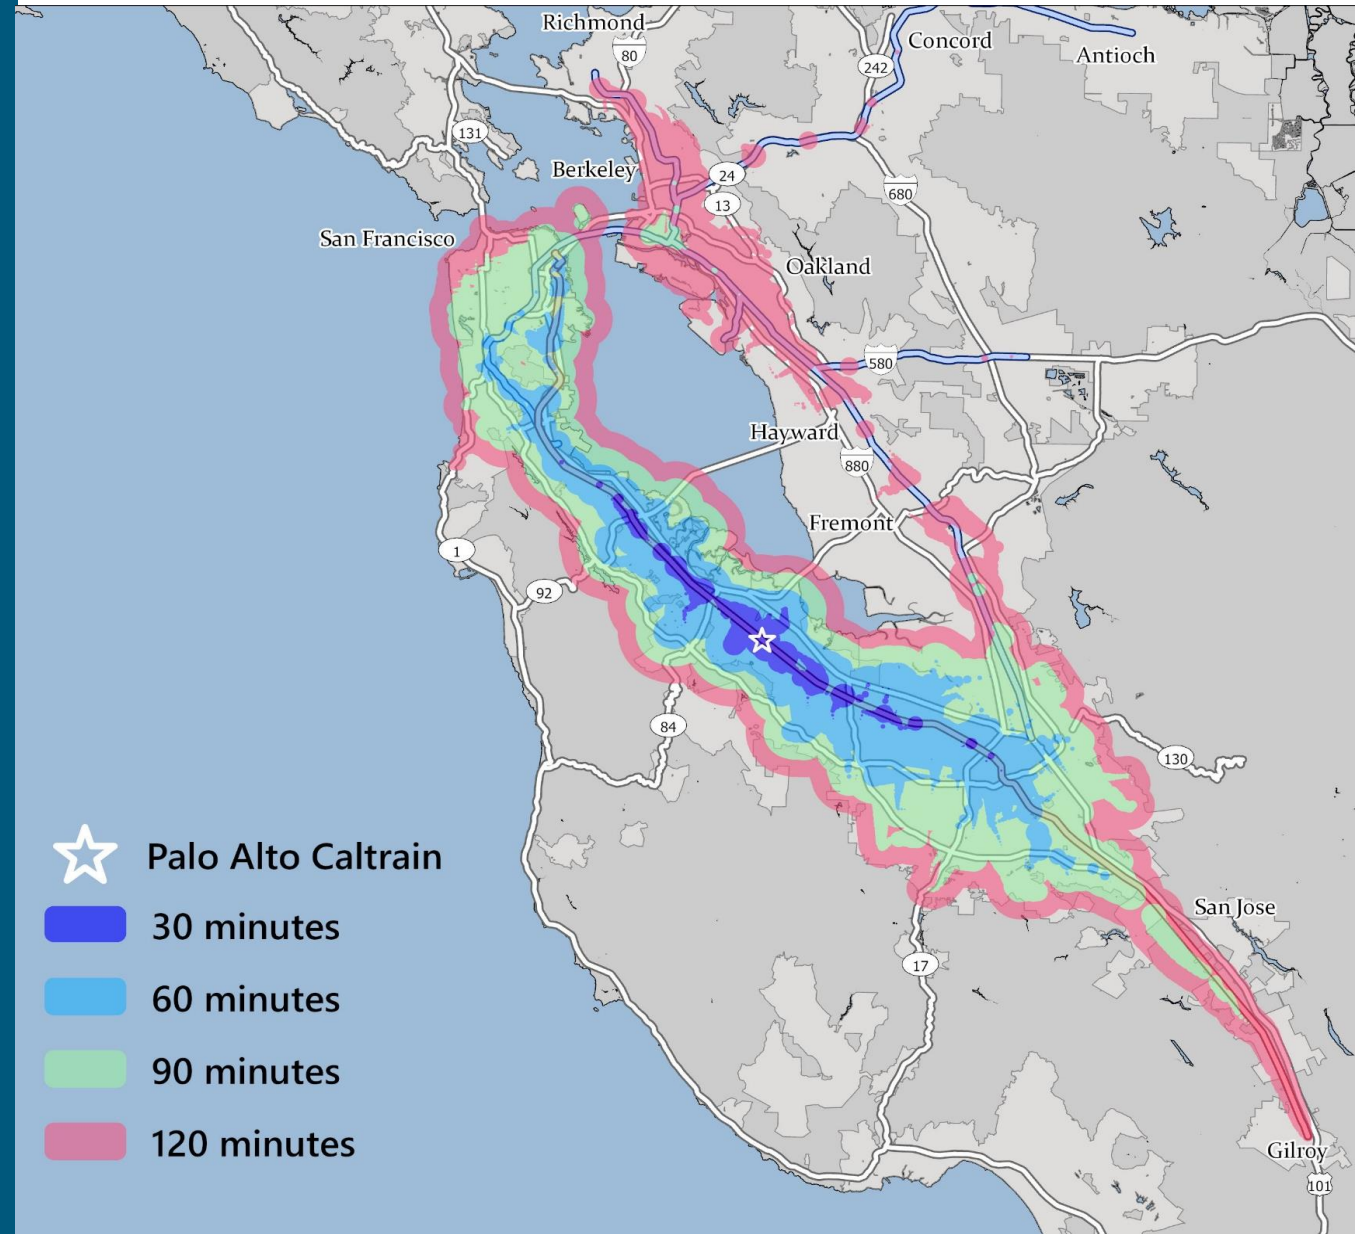 Richmond
80
Concord
Antioch
242
131
Berkeley
24
680
13
San Francisco
Oakland
580
Hayward
880
Fremont
1
92
84
130
Palo Alto Caltrain
30 minutes
San Jose
17
60 minutes
90 minutes
120 minutes
Gilroy
101